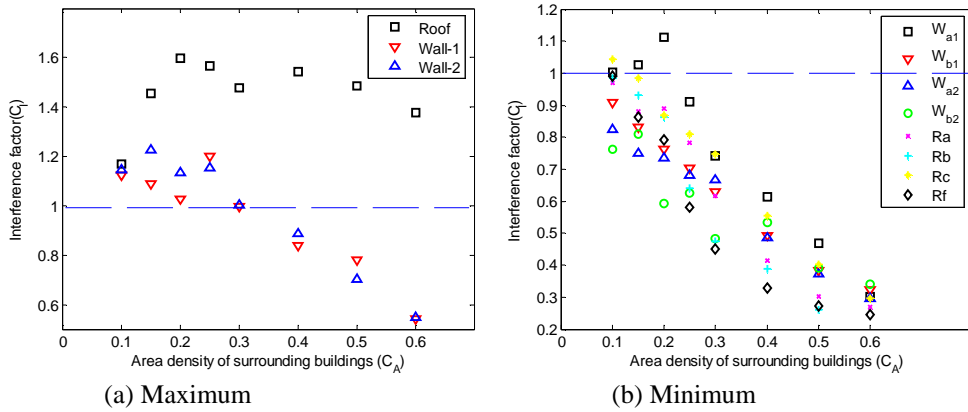 1.6
1.4
1.2
1
0.8
0.6
0 0.1 0.2 0.3 0.4 0.5 0.6
Interference factor(C_I)
Area density of surrounding buildings (C_A)
Roof
Wall-1
Wall-2
(a) Maximum
1.2
1.1
1
0.9
0.8
0.7
0.6
0.5
0.4
0.3
0.2
0 0.1 0.2 0.3 0.4 0.5 0.6
Interference factor(C_I)
Area density of surrounding buildings (C_A)
W_a1
W_b1
W_a2
W_b2
Ra
Rb
Rc
Rf
(b) Minimum